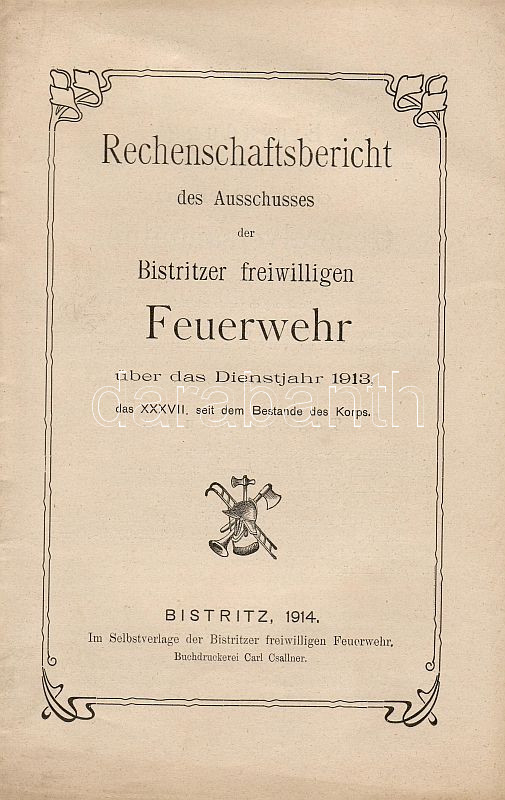 Rechenschaftsbericht
des Ausschusses
der
Bistritzer freiwilligen
Feuerwehr
über das Dienstjahr 1913,
das XXXVII. seit dem Bestande des Korps.
darabanth
BISTRITZ, 1914.
Im Selbstverlage der Bistritzer freiwilligen Feuerwehr.
Buchdruckerei Carl Csallner.